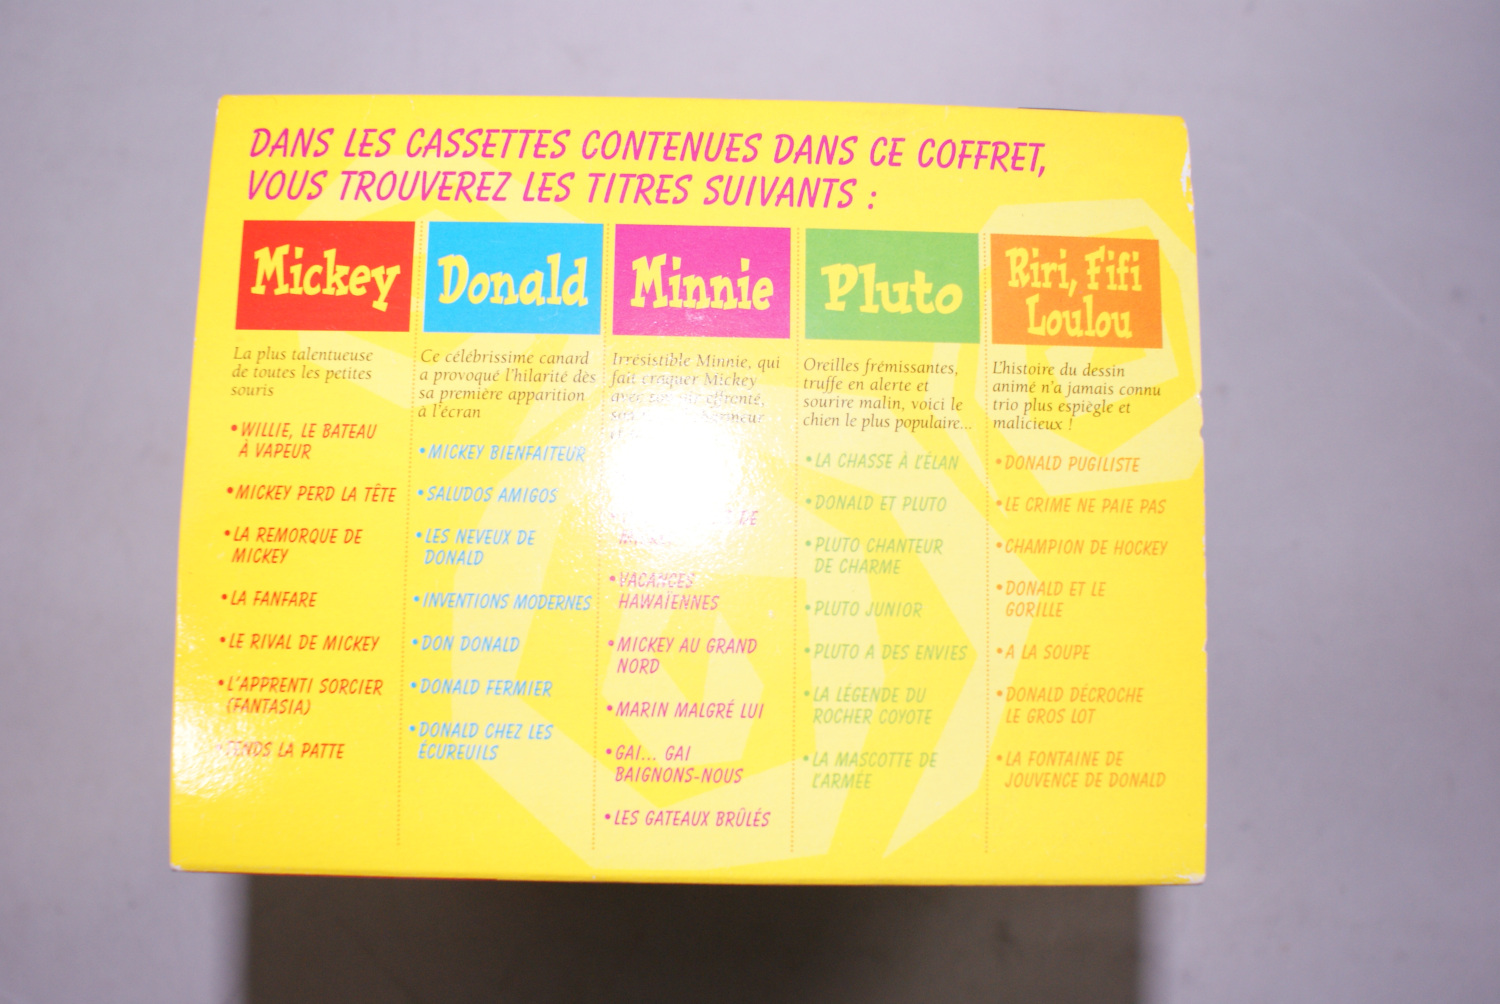 DANS LES CASSETTES CONTENUES DANS CE COFFRET,
VOUS TROUVEREZ LES TITRES SUIVANTS :
Mickey
La plus talentueuse
de toutes les petites
souris
• WILLIE, LE BATEAU
À VAPEUR
• MICKEY PERD LA TÊTE
• LA REMORQUE DE
MICKEY
• LA FANFARE
• LE RIVAL DE MICKEY
• L'APPRENTI SORCIER
(FANTASIA)
• TENDS LA PATTE
Donald
Ce célébrissime canard
a provoqué l'hilarité dès
sa première apparition
à l'écran
• MICKEY BIENFAITEUR
• SALUDOS AMIGOS
• LES NEVEUX DE
DONALD
• INVENTIONS MODERNES
• DON DONALD
• DONALD FERMIER
• DONALD CHEZ LES
ÉCUREUILS
Minnie
Irrésistible Minnie, qui
fait craquer Mickey
avec son air effronté,
DE
• VACANCES
HAWAÏENNES
• MICKEY AU GRAND
NORD
• MARIN MALGRÉ LUI
• GAI... GAI
BAIGNONS-NOUS
• LES GATEAUX BRÛLÉS
Pluto
Oreilles frémissantes,
truffe en alerte et
sourire malin, voici le
chien le plus populaire...
• LA CHASSE À L'ÉLAN
• DONALD ET PLUTO
• PLUTO CHANTEUR
DE CHARME
• PLUTO JUNIOR
• PLUTO A DES ENVIES
• LA LÉGENDE DU
ROCHER COYOTE
• LA MASCOTTE DE
L'ARMÉE
Riri, Fifi
Loulou
L'histoire du dessin
animé n'a jamais connu
trio plus espiègle et
malicieux !
• DONALD PUGILISTE
• LE CRIME NE PAIE PAS
• CHAMPION DE HOCKEY
• DONALD ET LE
GORILLE
• A LA SOUPE
• DONALD DÉCROCHE
LE GROS LOT
• LA FONTAINE DE
JOUVENCE DE DONALD